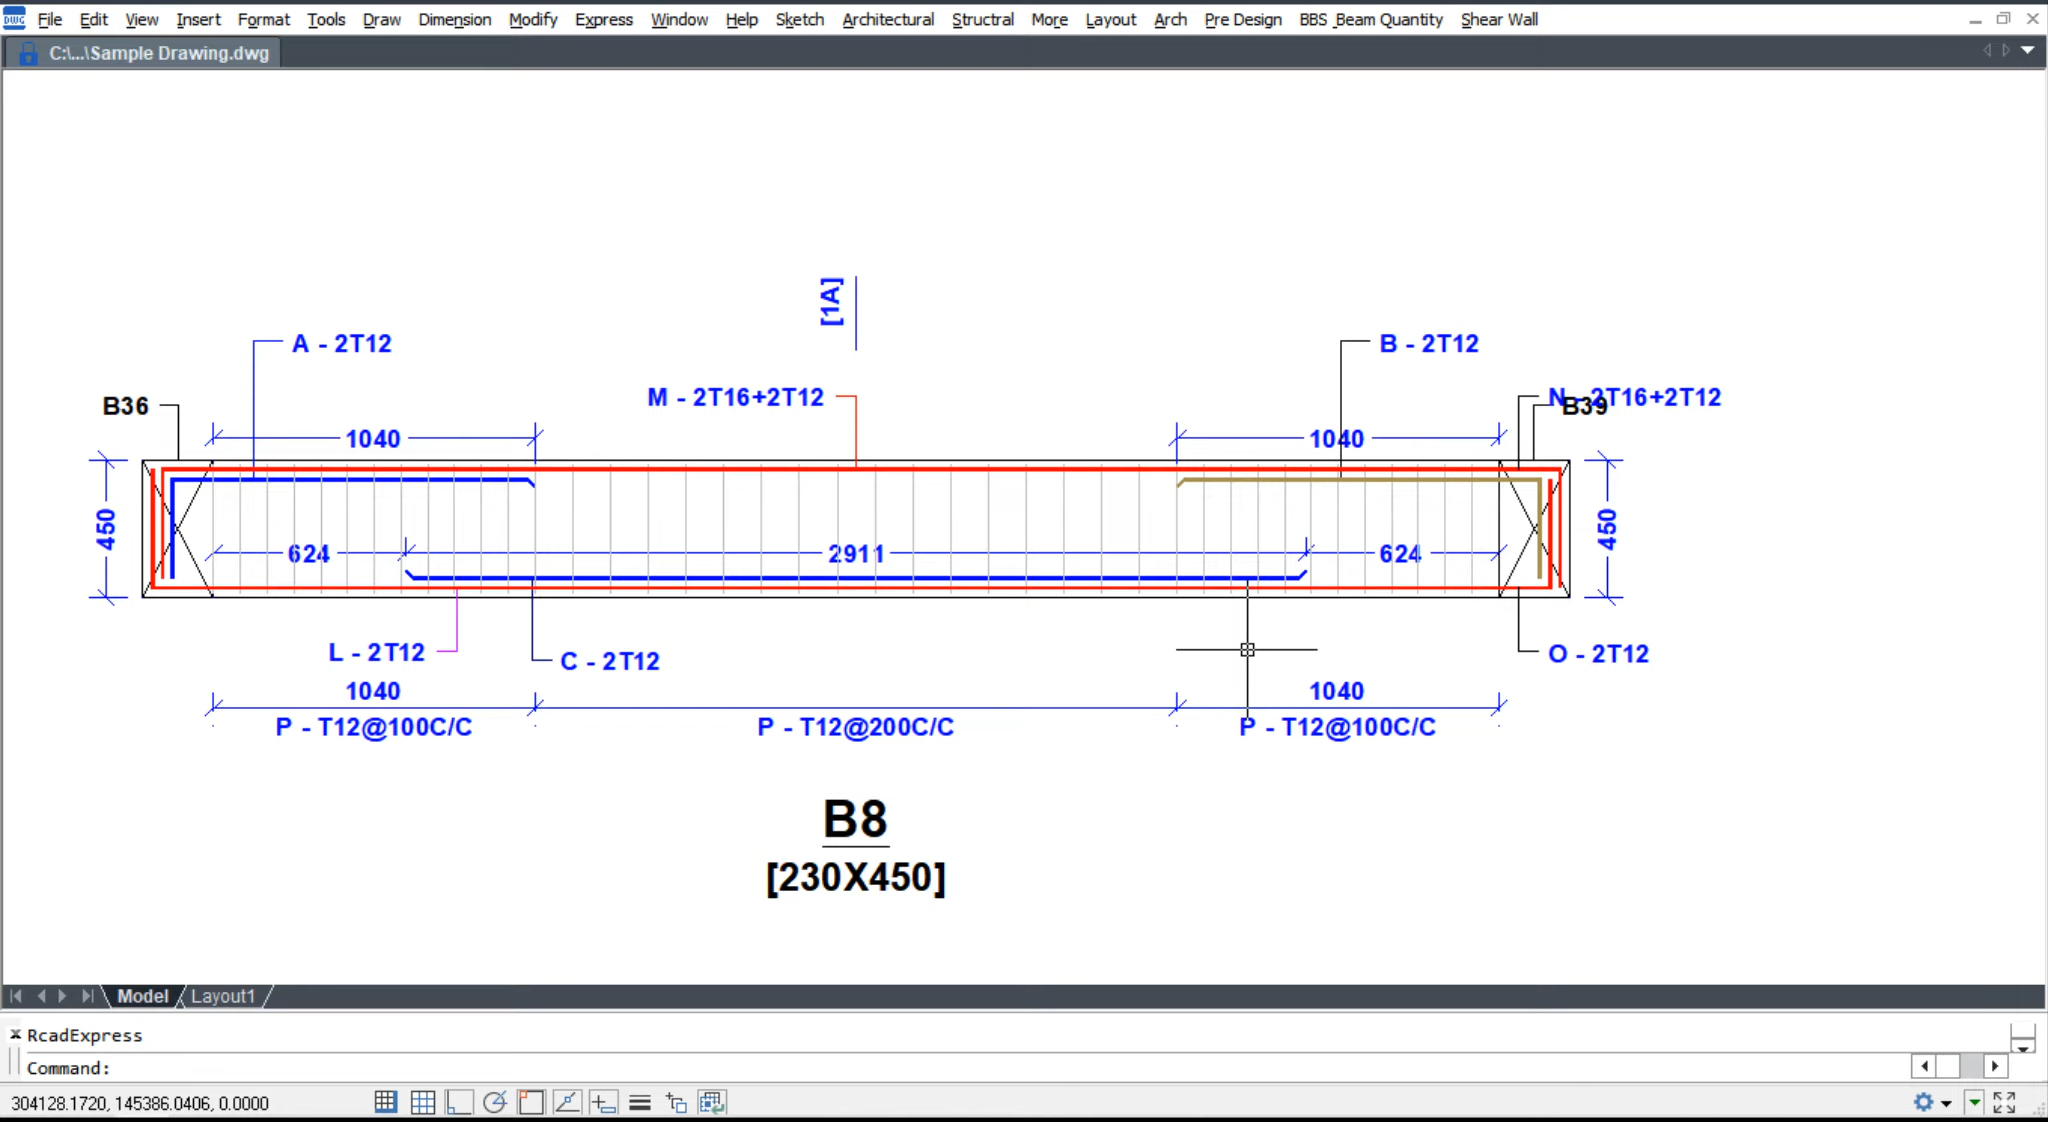 DWG File Edit View Insert Format Tools Draw Dimension Modify Express Window Help Sketch Architectural Structral More Layout Arch Pre Design BBS_Beam Quantity Shear Wall
C:\...\Sample Drawing.dwg
[1A]
A - 2T12
B - 2T12
M - 2T16+2T12
N - 2T16+2T12
B36
B39
1040
1040
450
450
624
2911
624
L - 2T12
C - 2T12
O - 2T12
1040
1040
P - T12@100C/C
P - T12@200C/C
P - T12@100C/C
B8
[230X450]
Model Layout1
RcadExpress
Command:
304128.1720, 145386.0406, 0.0000